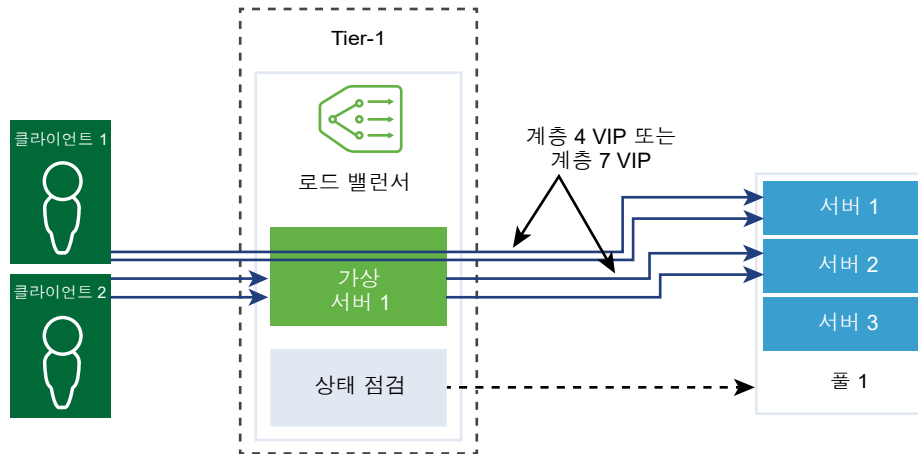 Tier-1
클라이언트 1
로드 밸런서
계층 4 VIP 또는
계층 7 VIP
서버 1
클라이언트 2
가상
서버 1
서버 2
서버 3
상태 점검
풀 1